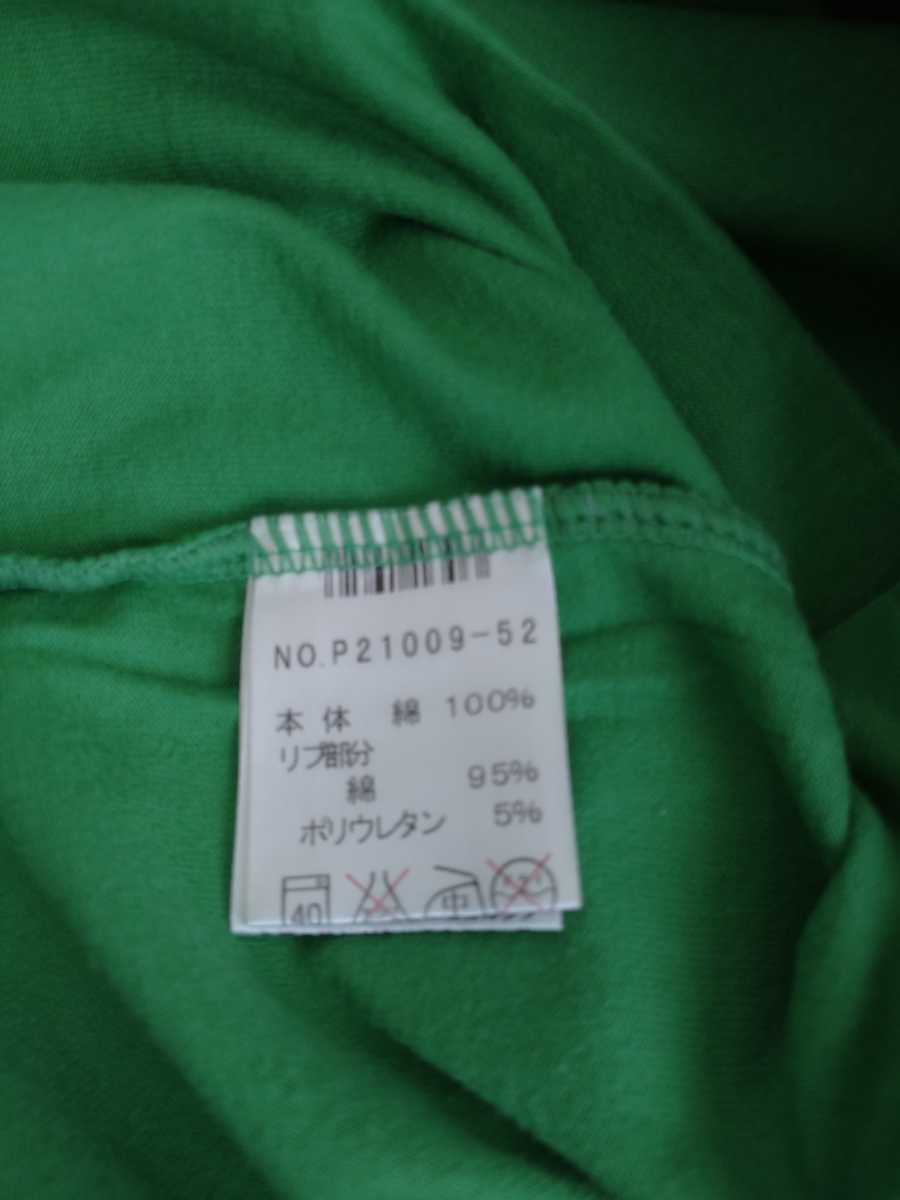 NO.P21009-52
本体 綿 100%
リブ部分
綿 95%
ポリウレタン 5%
40 中